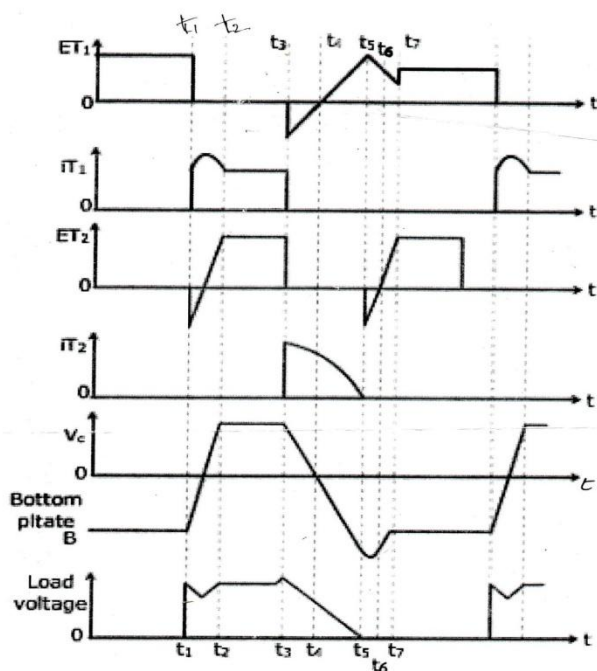 t₁ t₂ t₃ t₄ t₅ t₆ t₇
ET₁
0
t
iT₁
0
t
ET₂
0
t
iT₂
0
t
Vc
0
t
Bottom
pltate
B
Load
voltage
0
t
t₁ t₂ t₃ t₄ t₅ t₆ t₇